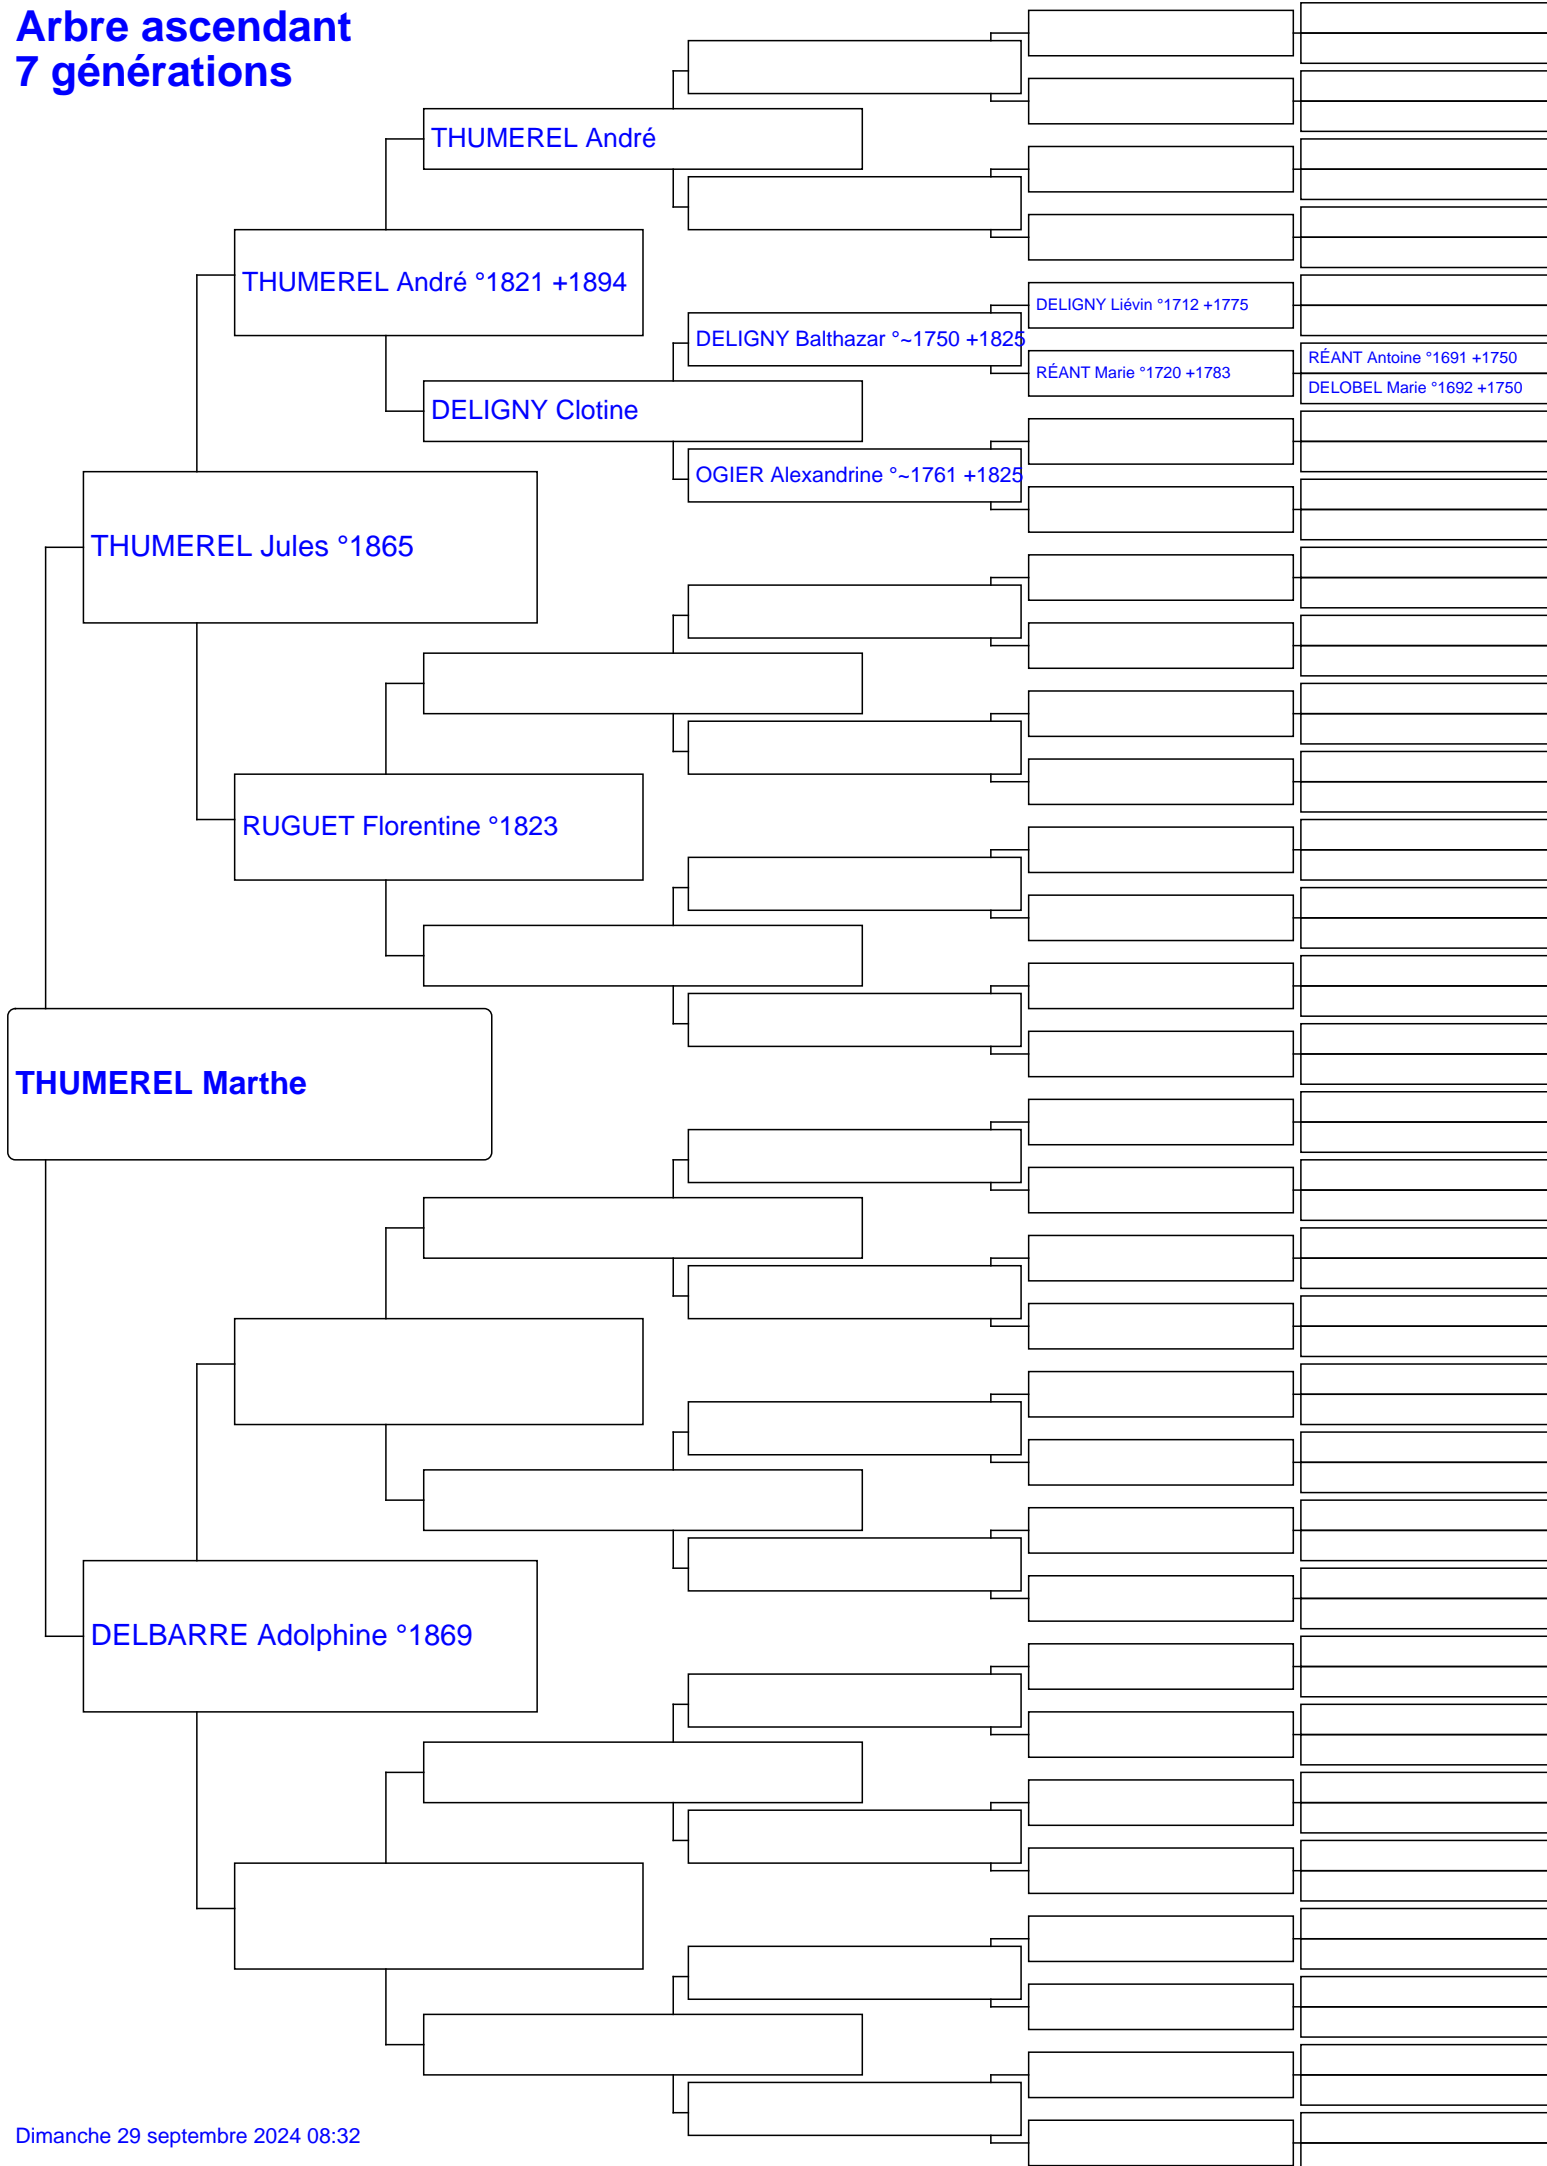 Arbre ascendant
7 générations
THUMEREL André
THUMEREL André °1821 +1894
DELIGNY Liévin °1712 +1775
DELIGNY Balthazar °~1750 +1825
RÉANT Antoine °1691 +1750
RÉANT Marie °1720 +1783
DELOBEL Marie °1692 +1750
DELIGNY Clotine
OGIER Alexandrine °~1761 +1825
THUMEREL Jules °1865
RUGUET Florentine °1823
THUMEREL Marthe
DELBARRE Adolphine °1869
Dimanche 29 septembre 2024 08:32